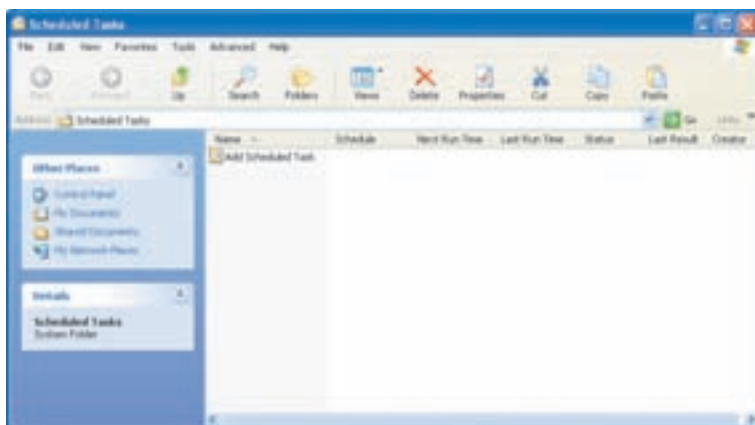 Scheduled Tasks
File Edit View Favorites Tools Advanced Help
Back Forward Up Search Folders Views Delete Properties Cut Copy Paste
Address Scheduled Tasks Go Links
Name Schedule Next Run Time Last Run Time Status Last Result Creator
Add Scheduled Task
Other Places
Control Panel
My Documents
Shared Documents
My Network Places
Details
Scheduled Tasks
System Folder